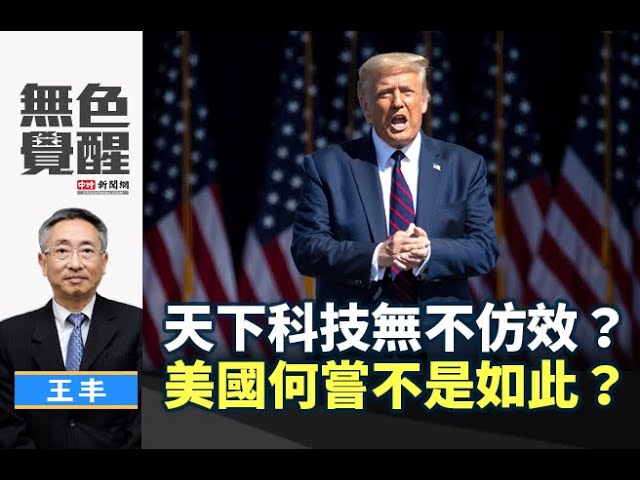 無色
覺醒
中時 新聞網
王丰
天下科技無不仿效？
美國何嘗不是如此？